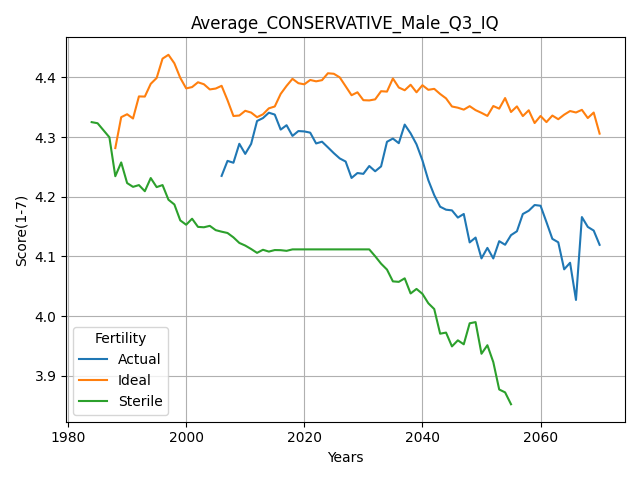 Average_CONSERVATIVE_Male_Q3_IQ
Score(1-7)
4.4
4.3
4.2
4.1
4.0
3.9
Fertility
Actual
Ideal
Sterile
1980 2000 2020 2040 2060
Years